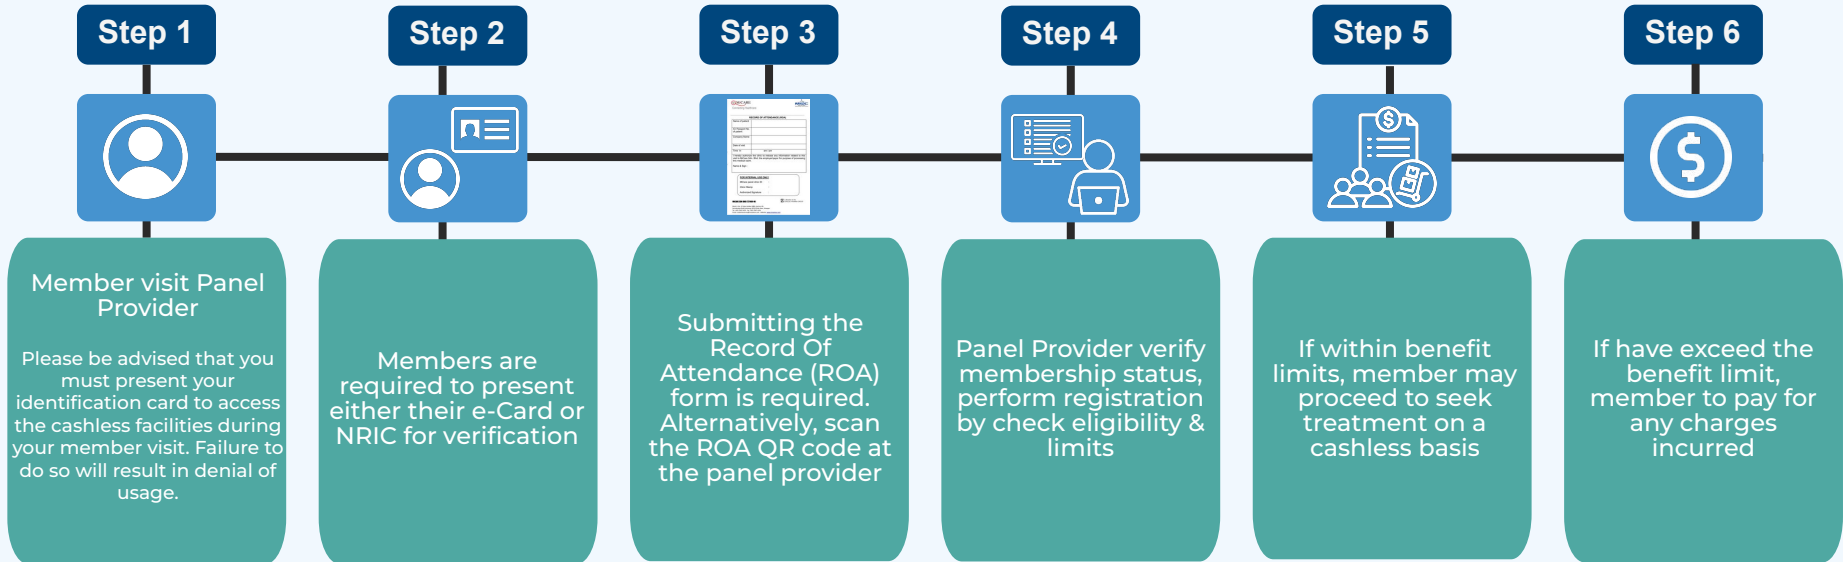 Step 1
Step 2
Step 3
Step 4
Step 5
Step 6
Member visit Panel
Provider
Please be advised that you
must present your
identification card to access
the cashless facilities during
your member visit. Failure to
do so will result in denial of
usage.
Members are
required to present
either their e-Card or
NRIC for verification
Submitting the
Record Of
Attendance (ROA)
form is required.
Alternatively, scan
the ROA QR code at
the panel provider
Panel Provider verify
membership status,
perform registration
by check eligibility &
limits
If within benefit
limits, member may
proceed to seek
treatment on a
cashless basis
If have exceed the
benefit limit,
member to pay for
any charges
incurred